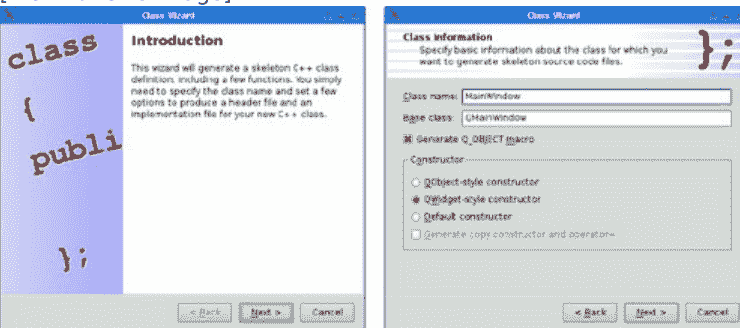 Class Wizard
class
{
publi
};
Introduction
This wizard will generate a skeleton C++ class
definition, including a few functions. You simply
need to specify the class name and set a few
options to produce a header file and an
implementation file for your new C++ class.
< Back
Next >
Cancel
Class Wizard
Class Information
Specify basic information about the class for which you
want to generate skeleton source code files.
};
Class name: MainWindow
Base class: QMainWindow
Generate Q_OBJECT macro
Constructor
QObject-style constructor
QWidget-style constructor
Default constructor
Generate copy constructor and operator=
< Back
Next >
Cancel